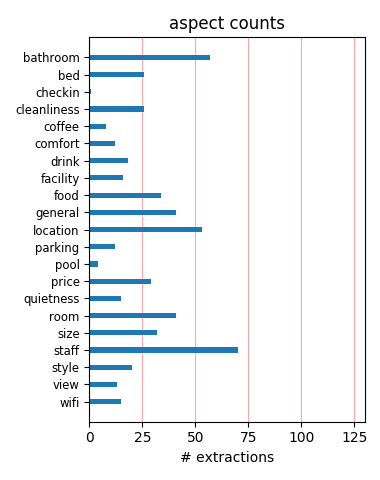 aspect counts
bathroom
bed
checkin
cleanliness
coffee
comfort
drink
facility
food
general
location
parking
pool
price
quietness
room
size
staff
style
view
wifi
0 25 50 75 100 125
# extractions